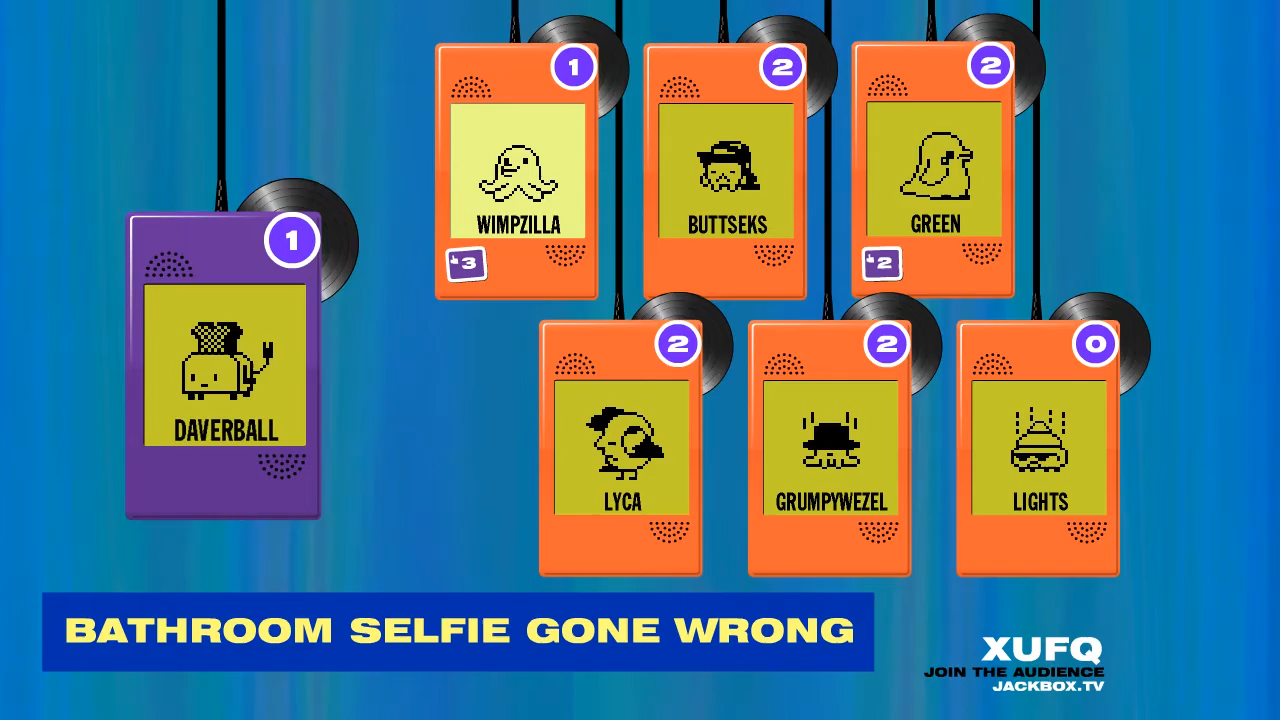 1
WIMPZILLA
3
2
BUTTSEKS
2
GREEN
2
1
DAVERBALL
2
LYCA
2
GRUMPYWEZEL
0
LIGHTS
BATHROOM SELFIE GONE WRONG
XUFQ
JOIN THE AUDIENCE
JACKBOX.TV